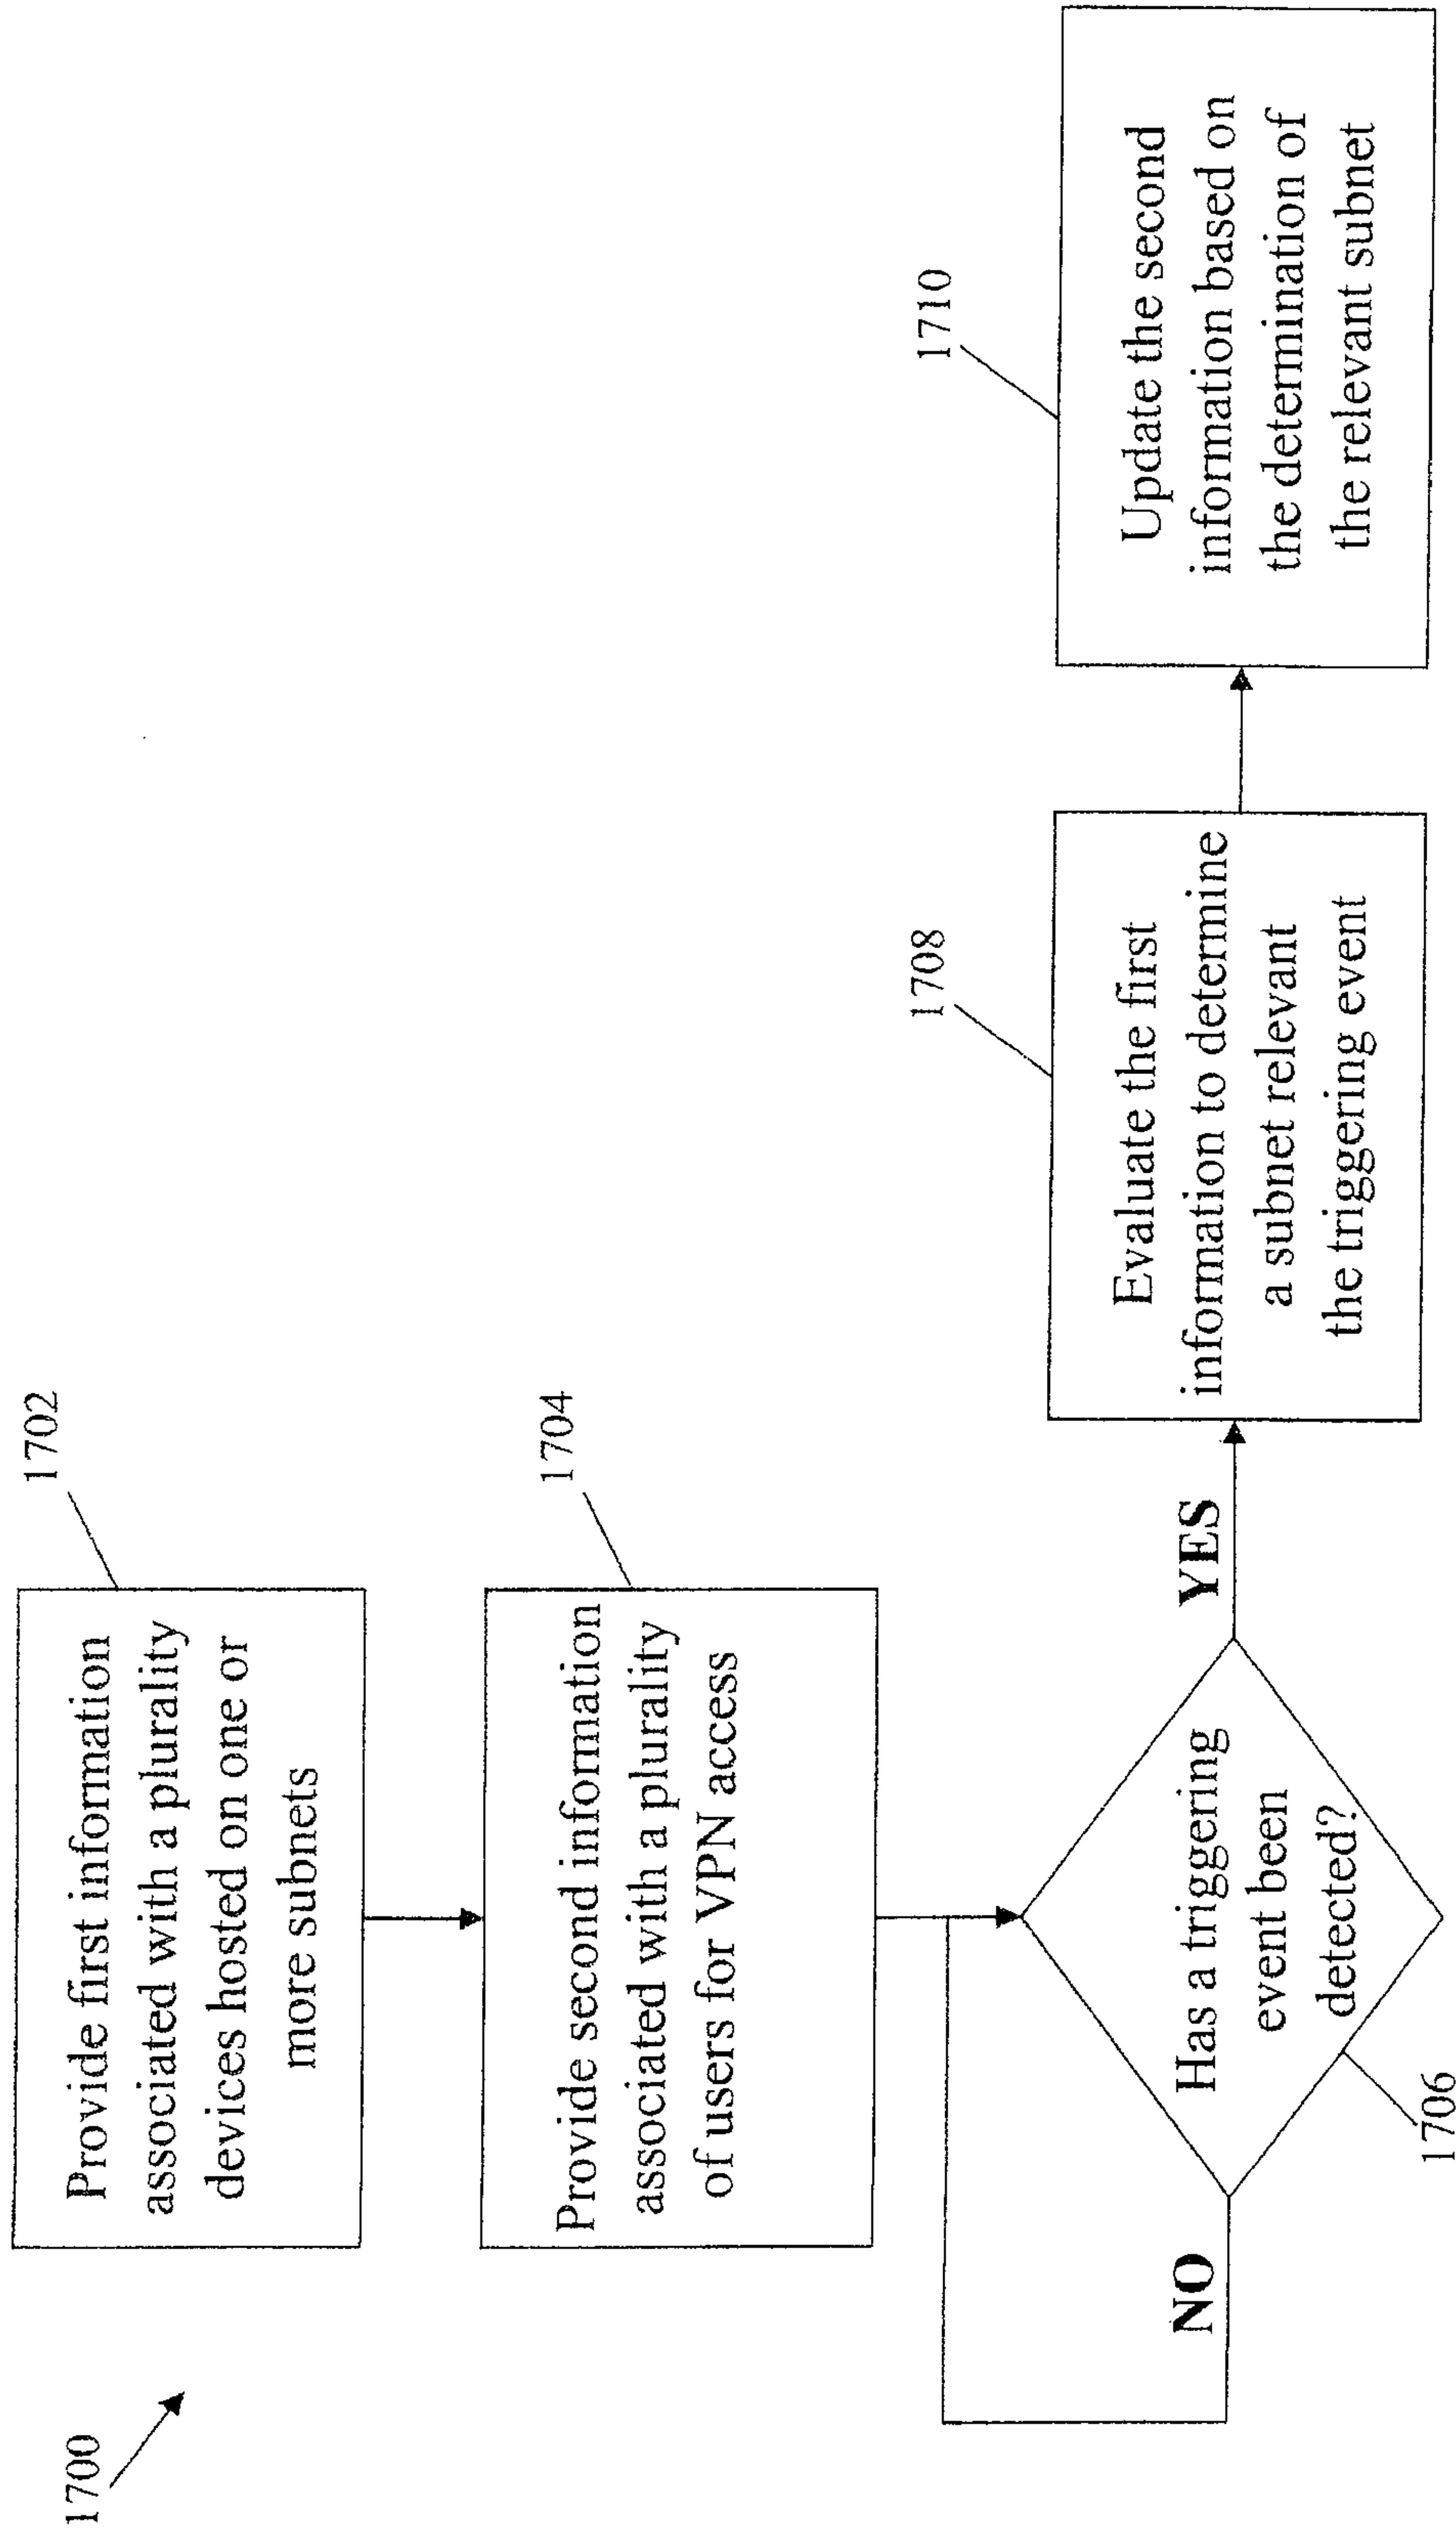 1700
1702
Provide first information
associated with a plurality
devices hosted on one or
more subnets
1704
Provide second information
associated with a plurality
of users for VPN access
Has a triggering
event been
detected?
1706
NO
YES
1708
Evaluate the first
information to determine
a subnet relevant
the triggering event
1710
Update the second
information based on
the determination of
the relevant subnet